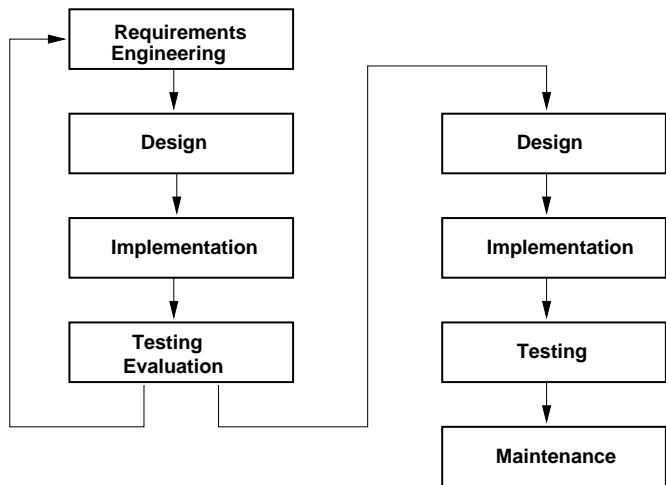 Requirements
Engineering
Design
Implementation
Testing
Evaluation
Design
Implementation
Testing
Maintenance